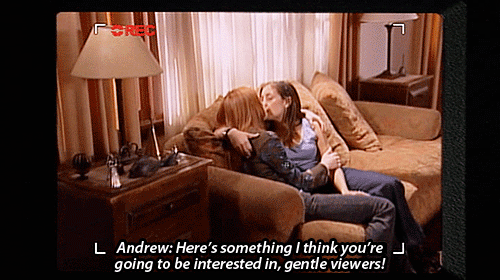 REC
Andrew: Here's something I think you're
going to be interested in, gentle viewers!